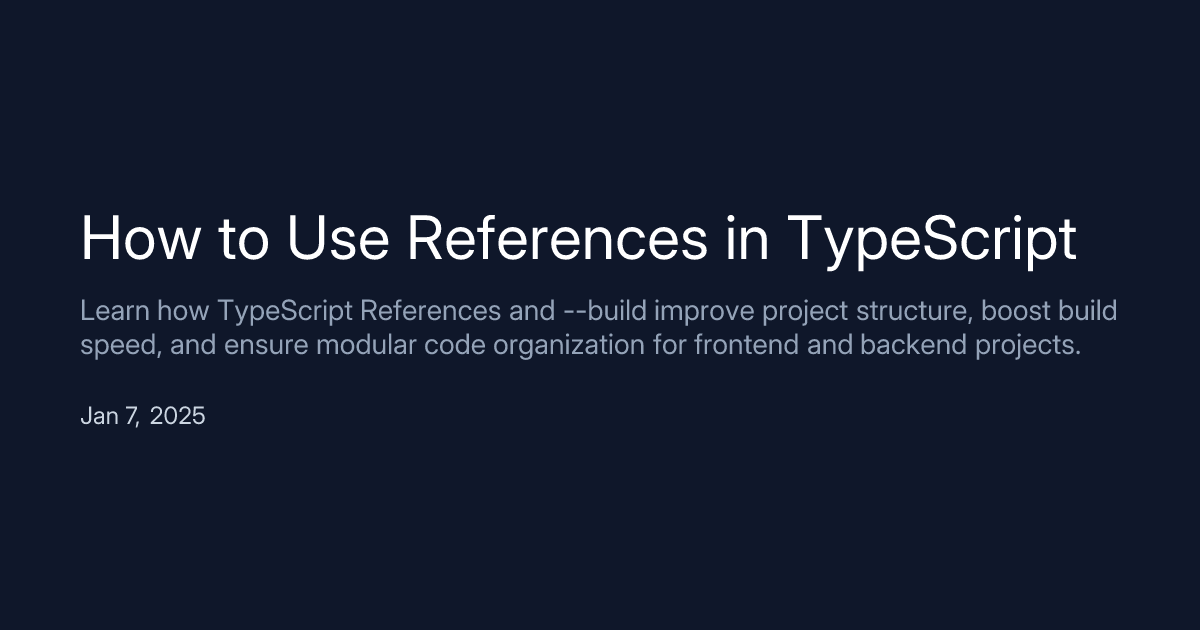 How to Use References in TypeScript
Learn how TypeScript References and --build improve project structure, boost build
speed, and ensure modular code organization for frontend and backend projects.
Jan 7, 2025